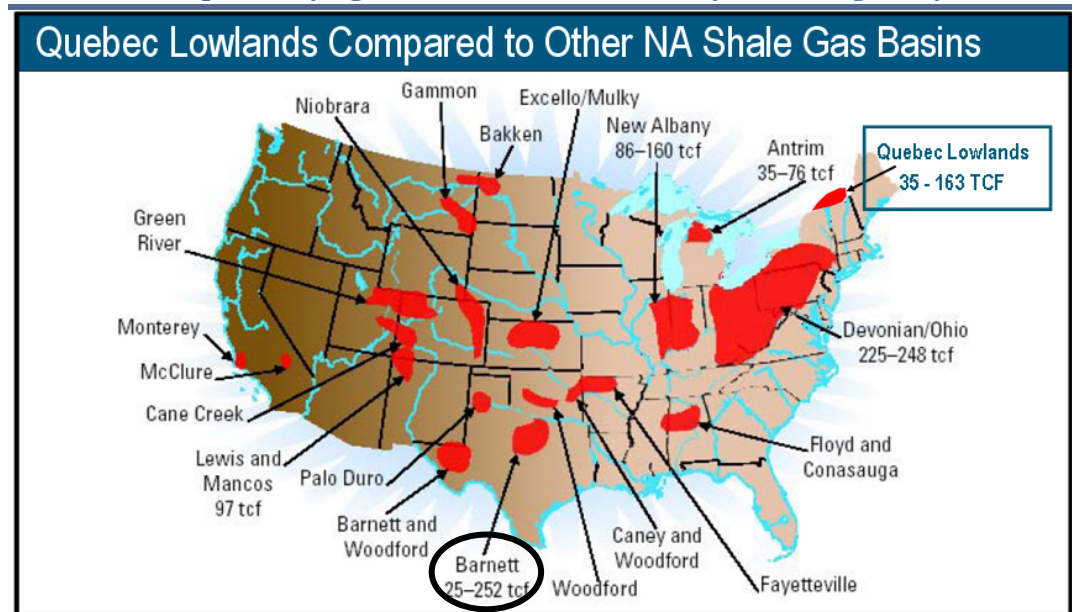 Quebec Lowlands Compared to Other NA Shale Gas Basins
Gammon
Niobrara
Excello/Mulky
Bakken
New Albany
86–160 tcf
Antrim
35–76 tcf
Quebec Lowlands
35 - 163 TCF
Green
River
Monterey
McClure
Cane Creek
Devonian/Ohio
225–248 tcf
Lewis and
Mancos
97 tcf
Palo Duro
Barnett and
Woodford
Barnett
25–252 tcf
Woodford
Caney and
Woodford
Fayetteville
Floyd and
Conasauga